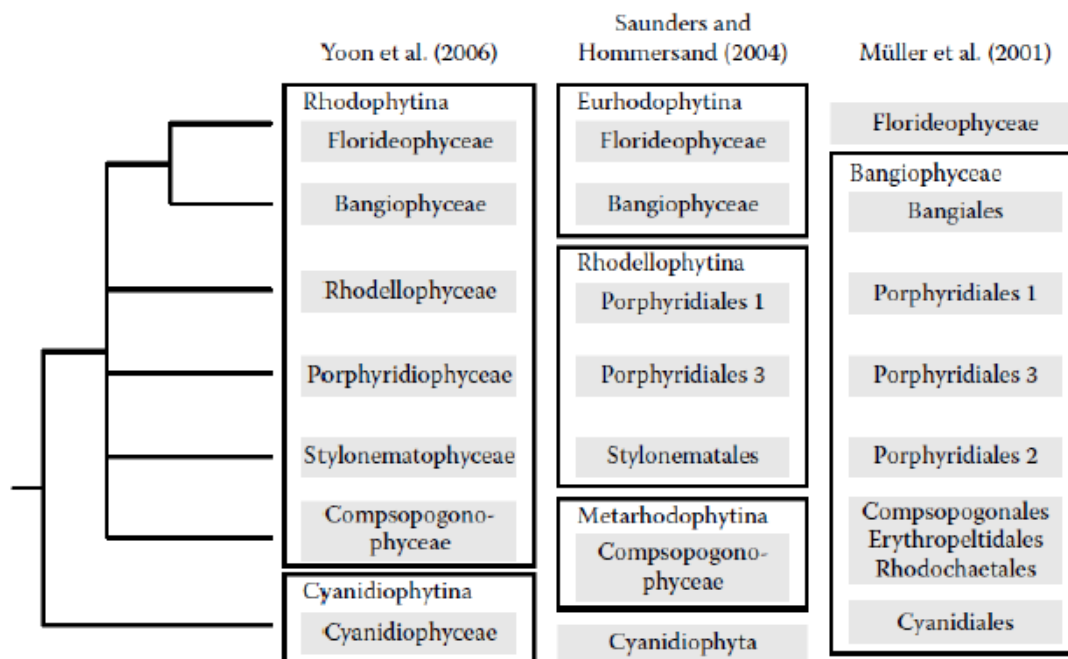 Yoon et al. (2006)
Saunders and
Hommersand (2004)
Müller et al. (2001)
Rhodophytina
Florideophyceae
Bangiophyceae
Rhodellophyceae
Porphyridiophyceae
Stylonematophyceae
Compsopogono-
phyceae
Cyanidiophytina
Cyanidiophyceae
Eurhodophytina
Florideophyceae
Bangiophyceae
Rhodellophytina
Porphyridiales 1
Porphyridiales 3
Stylonematales
Metarhodophytina
Compsopogono-
phyceae
Cyanidiophyta
Florideophyceae
Bangiophyceae
Bangiales
Porphyridiales 1
Porphyridiales 3
Porphyridiales 2
Compsopogonales
Erythropeltidales
Rhodochaetales
Cyanidiales